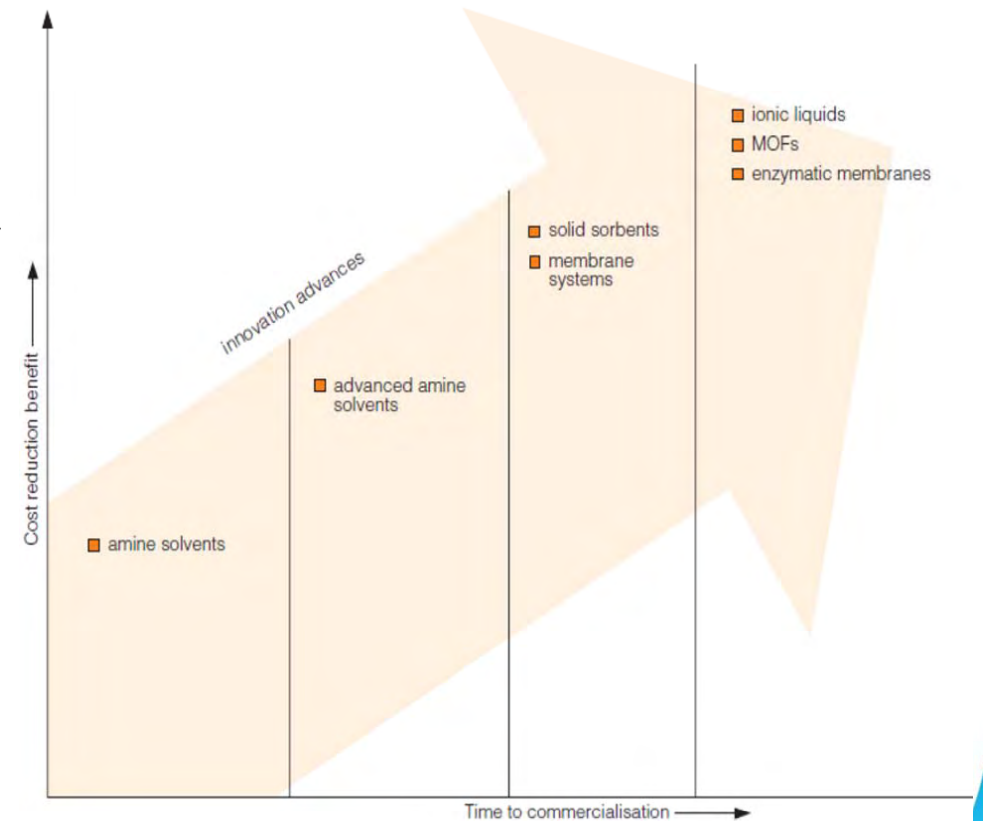 ionic liquids
MOFs
enzymatic membranes
solid sorbents
membrane
systems
innovation advances
advanced amine
solvents
Cost reduction benefit
amine solvents
Time to commercialisation